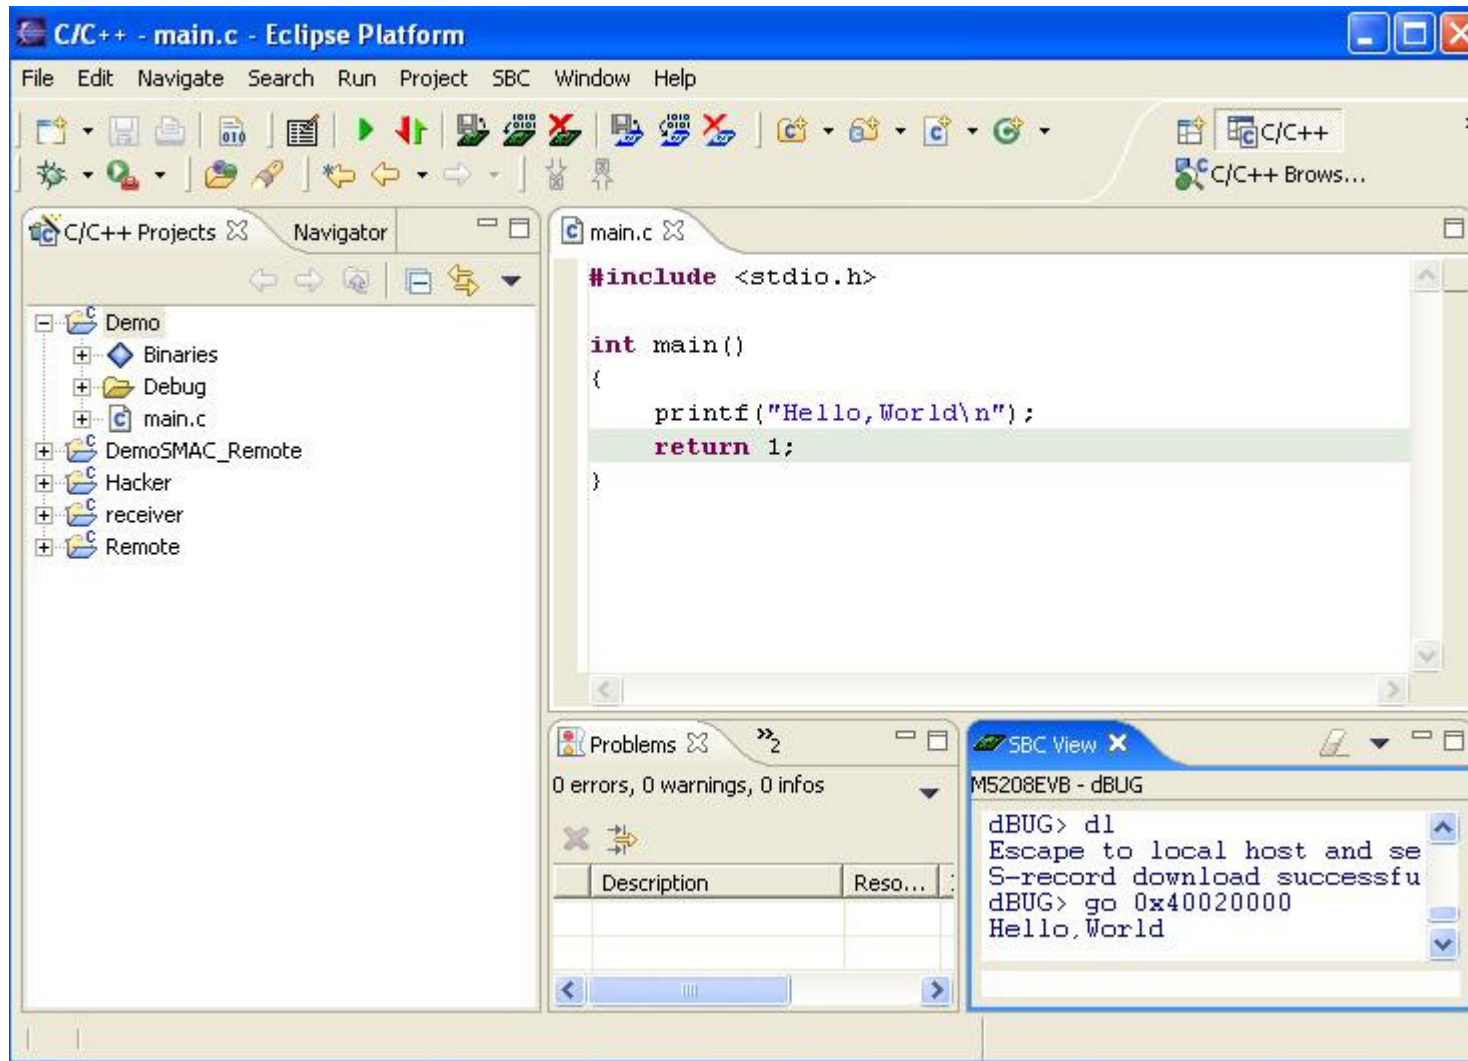 C/C++ - main.c - Eclipse Platform
File Edit Navigate Search Run Project SBC Window Help
C/C++
C/C++ Brows...
C/C++ Projects Navigator
Demo
Binaries
Debug
main.c
DemoSMAC_Remote
Hacker
receiver
Remote
main.c
#include <stdio.h>
int main()
{
printf("Hello,World\n");
return 1;
}
Problems »2
0 errors, 0 warnings, 0 infos
Description Reso...
SBC View
M5208EVB - dBUG
dBUG> dl
Escape to local host and se
S-record download successfu
dBUG> go 0x40020000
Hello,World